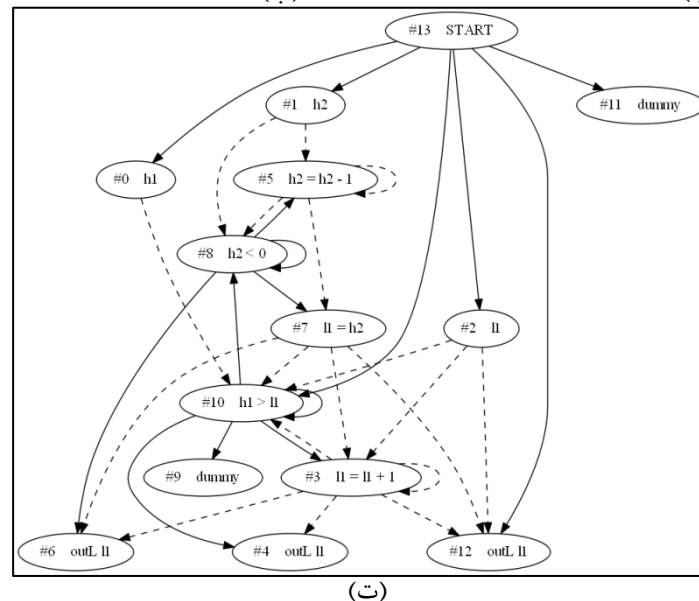 #13 START
#1 h2
#11 dummy
#0 h1
#5 h2 = h2 - 1
#8 h2 < 0
#7 l1 = h2
#2 l1
#10 h1 > l1
#9 dummy
#3 l1 = l1 + 1
#6 outL l1
#4 outL l1
#12 outL l1
(ت)